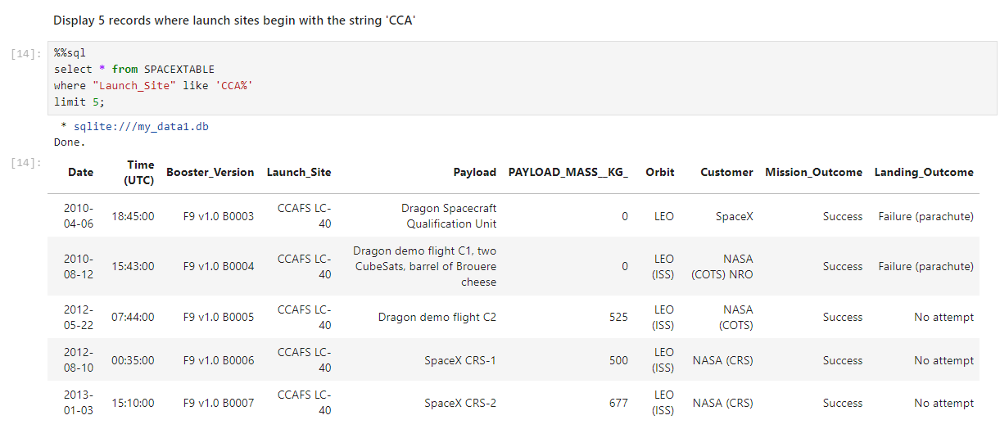 Display 5 records where launch sites begin with the string 'CCA'
[14]:
%%sql
select * from SPACEXTABLE
where "Launch_Site" like 'CCA%'
limit 5;
* sqlite:///my_data1.db
Done.
[14]:
Date Time (UTC) Booster_Version Launch_Site Payload PAYLOAD_MASS__KG_ Orbit Customer Mission_Outcome Landing_Outcome
2010-04-06 18:45:00 F9 v1.0 B0003 CCAFS LC-40 Dragon Spacecraft Qualification Unit 0 LEO SpaceX Success Failure (parachute)
2010-08-12 15:43:00 F9 v1.0 B0004 CCAFS LC-40 Dragon demo flight C1, two CubeSats, barrel of Brouere cheese 0 LEO (ISS) NASA (COTS) NRO Success Failure (parachute)
2012-05-22 07:44:00 F9 v1.0 B0005 CCAFS LC-40 Dragon demo flight C2 525 LEO (ISS) NASA (COTS) Success No attempt
2012-08-10 00:35:00 F9 v1.0 B0006 CCAFS LC-40 SpaceX CRS-1 500 LEO (ISS) NASA (CRS) Success No attempt
2013-01-03 15:10:00 F9 v1.0 B0007 CCAFS LC-40 SpaceX CRS-2 677 LEO (ISS) NASA (CRS) Success No attempt